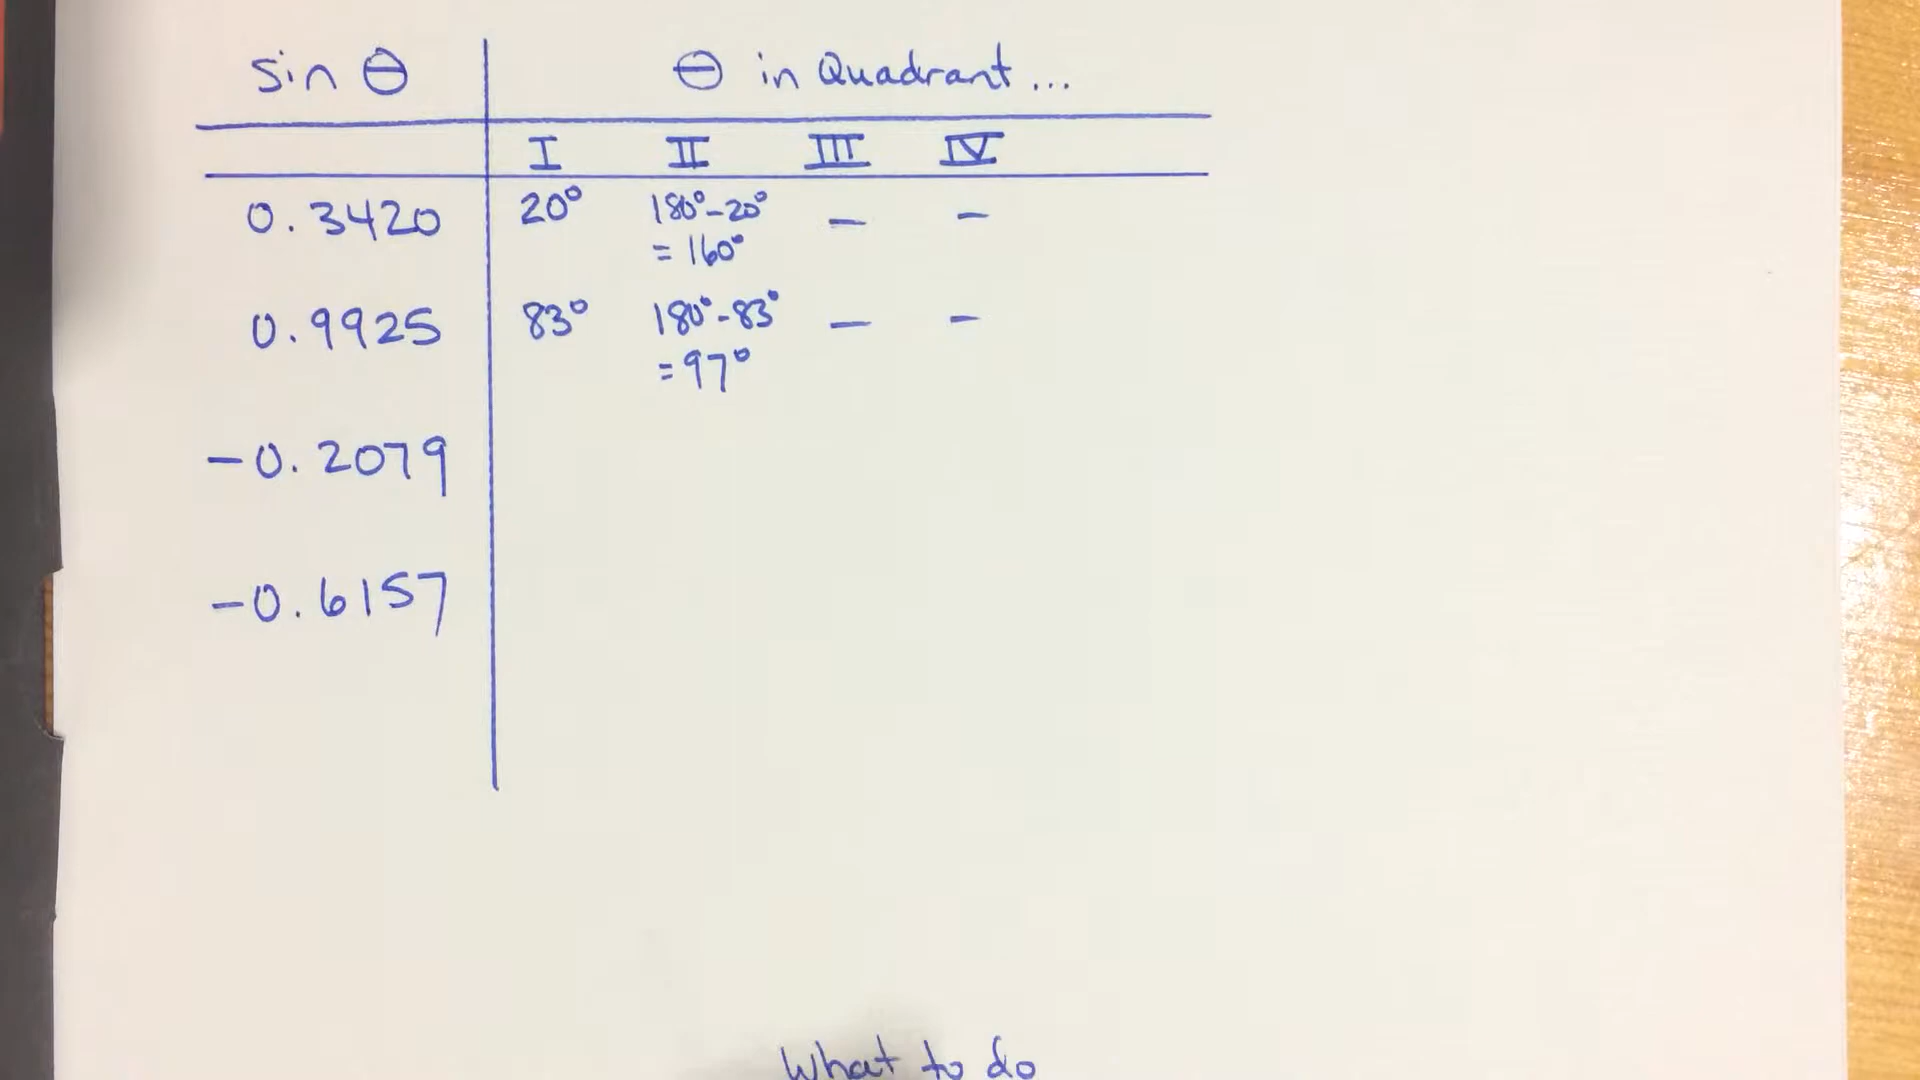 sin θ θ in Quadrant ...
I II III IV
0.3420 20° 180°-20° — —
= 160°
0.9925 83° 180°-83° — —
= 97°
-0.2079
-0.6157
What to do